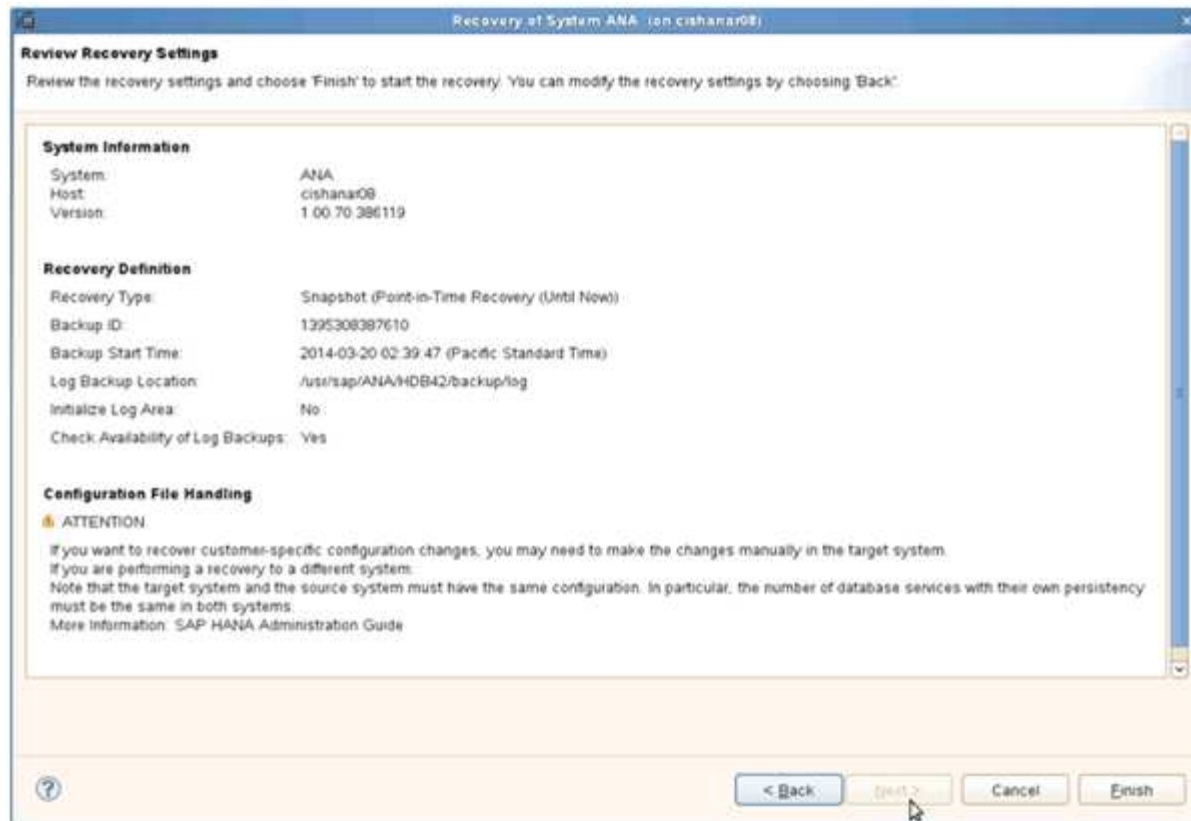 Recovery of System ANA (on cishanar08)
Review Recovery Settings
Review the recovery settings and choose 'Finish' to start the recovery. You can modify the recovery settings by choosing 'Back'.
System Information
System: ANA
Host: cishanar08
Version: 1.00.70.386119
Recovery Definition
Recovery Type: Snapshot (Point-in-Time Recovery (Until Now))
Backup ID: 1395308387610
Backup Start Time: 2014-03-20 02:39:47 (Pacific Standard Time)
Log Backup Location: /usr/sap/ANA/HDB42/backup/log
Initialize Log Area: No
Check Availability of Log Backups: Yes
Configuration File Handling
ATTENTION
If you want to recover customer-specific configuration changes, you may need to make the changes manually in the target system.
If you are performing a recovery to a different system:
Note that the target system and the source system must have the same configuration. In particular, the number of database services with their own persistency
must be the same in both systems.
More Information: SAP HANA Administration Guide
?
< Back Next > Cancel Finish